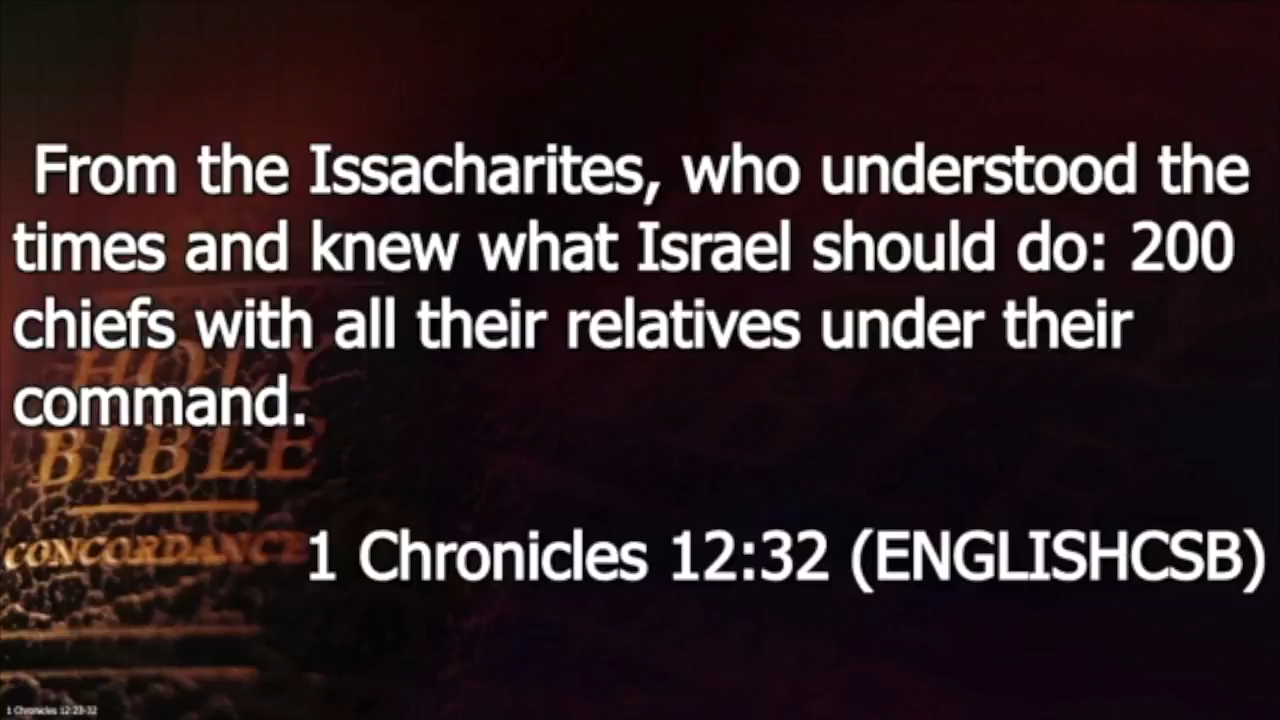 From the Issacharites, who understood the
times and knew what Israel should do: 200
chiefs with all their relatives under their
command.
HOLY
BIBLE
CONCORDANCE
1 Chronicles 12:32 (ENGLISHCSB)
1 Chronicles 12:23-32